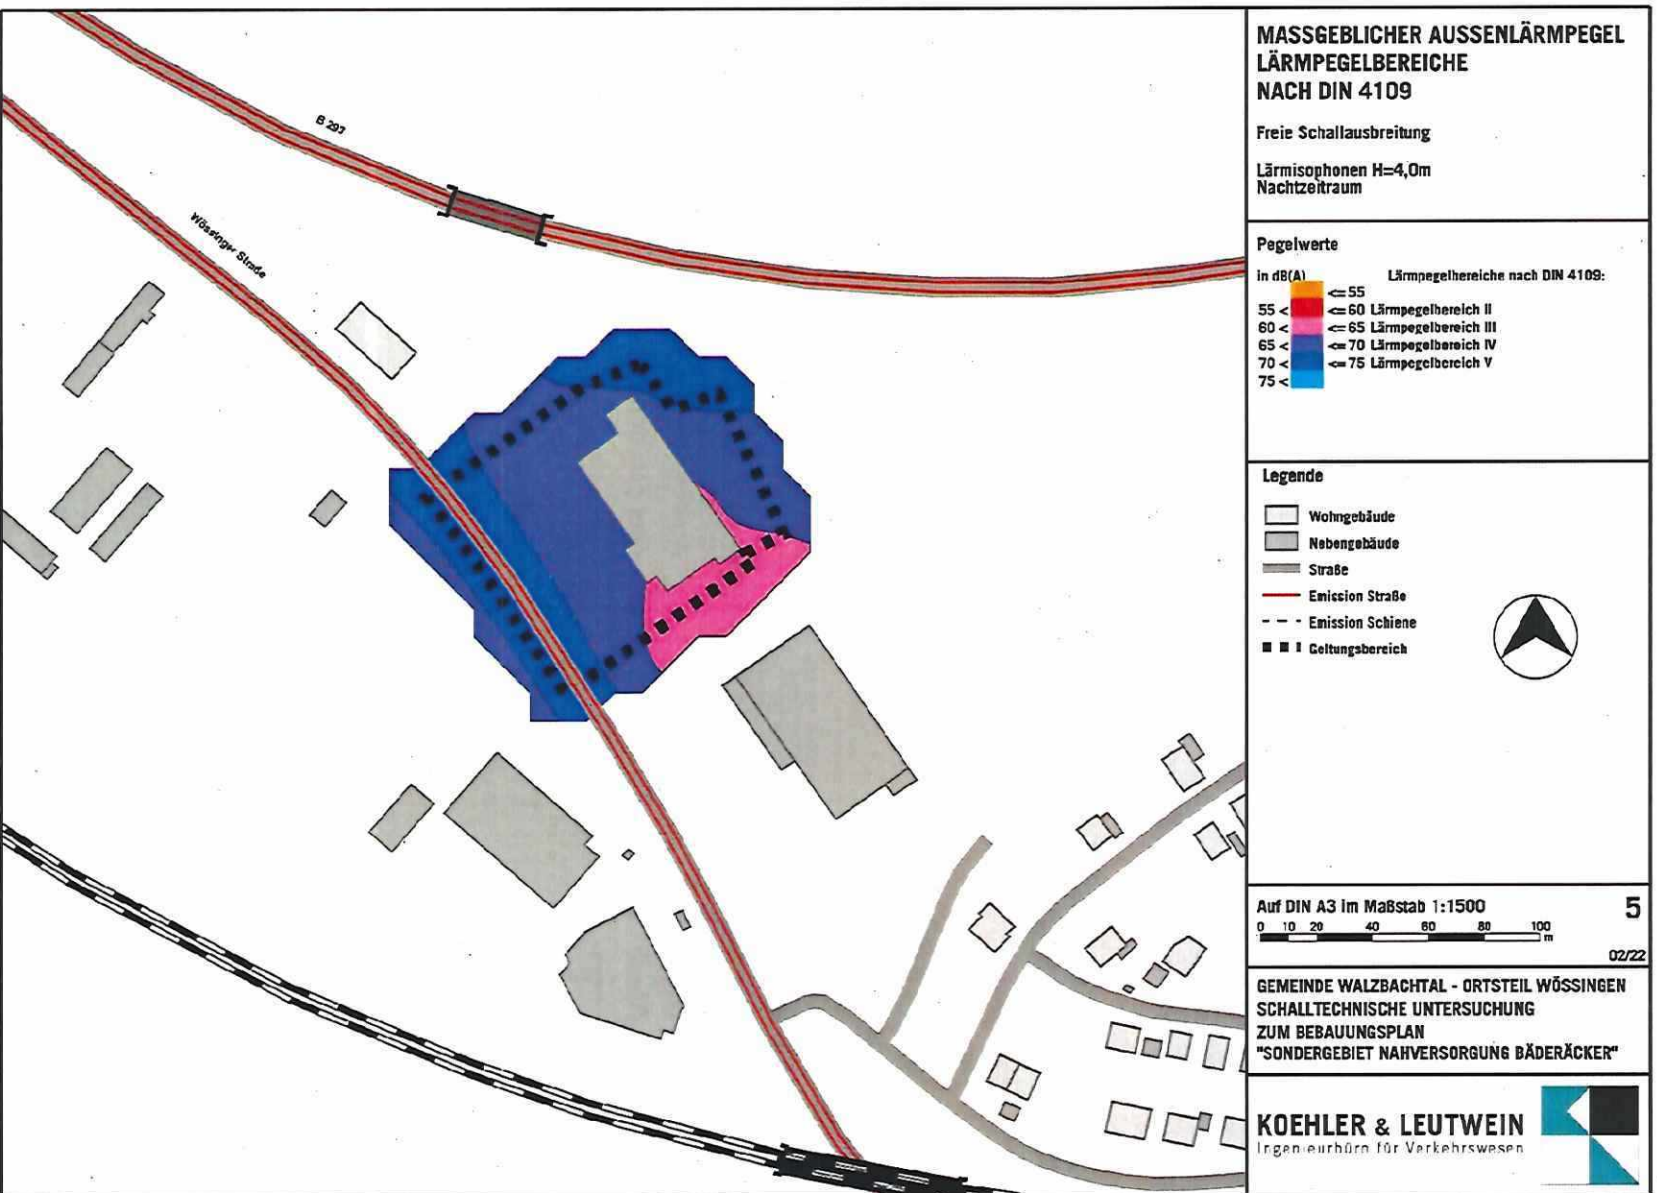 B 293
Wössinger Straße
MASSGEBLICHER AUSSENLÄRMPEGEL
LÄRMPEGELBEREICHE
NACH DIN 4109
Freie Schallausbreitung
Lärmisophonen H=4,0m
Nachtzeitraum
Pegelwerte
in dB(A) Lärmpegelbereiche nach DIN 4109:
<= 55
55 < <= 60 Lärmpegelbereich II
60 < <= 65 Lärmpegelbereich III
65 < <= 70 Lärmpegelbereich IV
70 < <= 75 Lärmpegelbereich V
75 <
Legende
Wohngebäude
Nebengebäude
Straße
Emission Straße
Emission Schiene
Geltungsbereich
Auf DIN A3 im Maßstab 1:1500 5
0 10 20 40 60 80 100
m
02/22
GEMEINDE WALZBACHTAL - ORTSTEIL WÖSSINGEN
SCHALLTECHNISCHE UNTERSUCHUNG
ZUM BEBAUUNGSPLAN
"SONDERGEBIET NAHVERSORGUNG BÄDERÄCKER"
KOEHLER & LEUTWEIN
Ingenieurbüro für Verkehrswesen